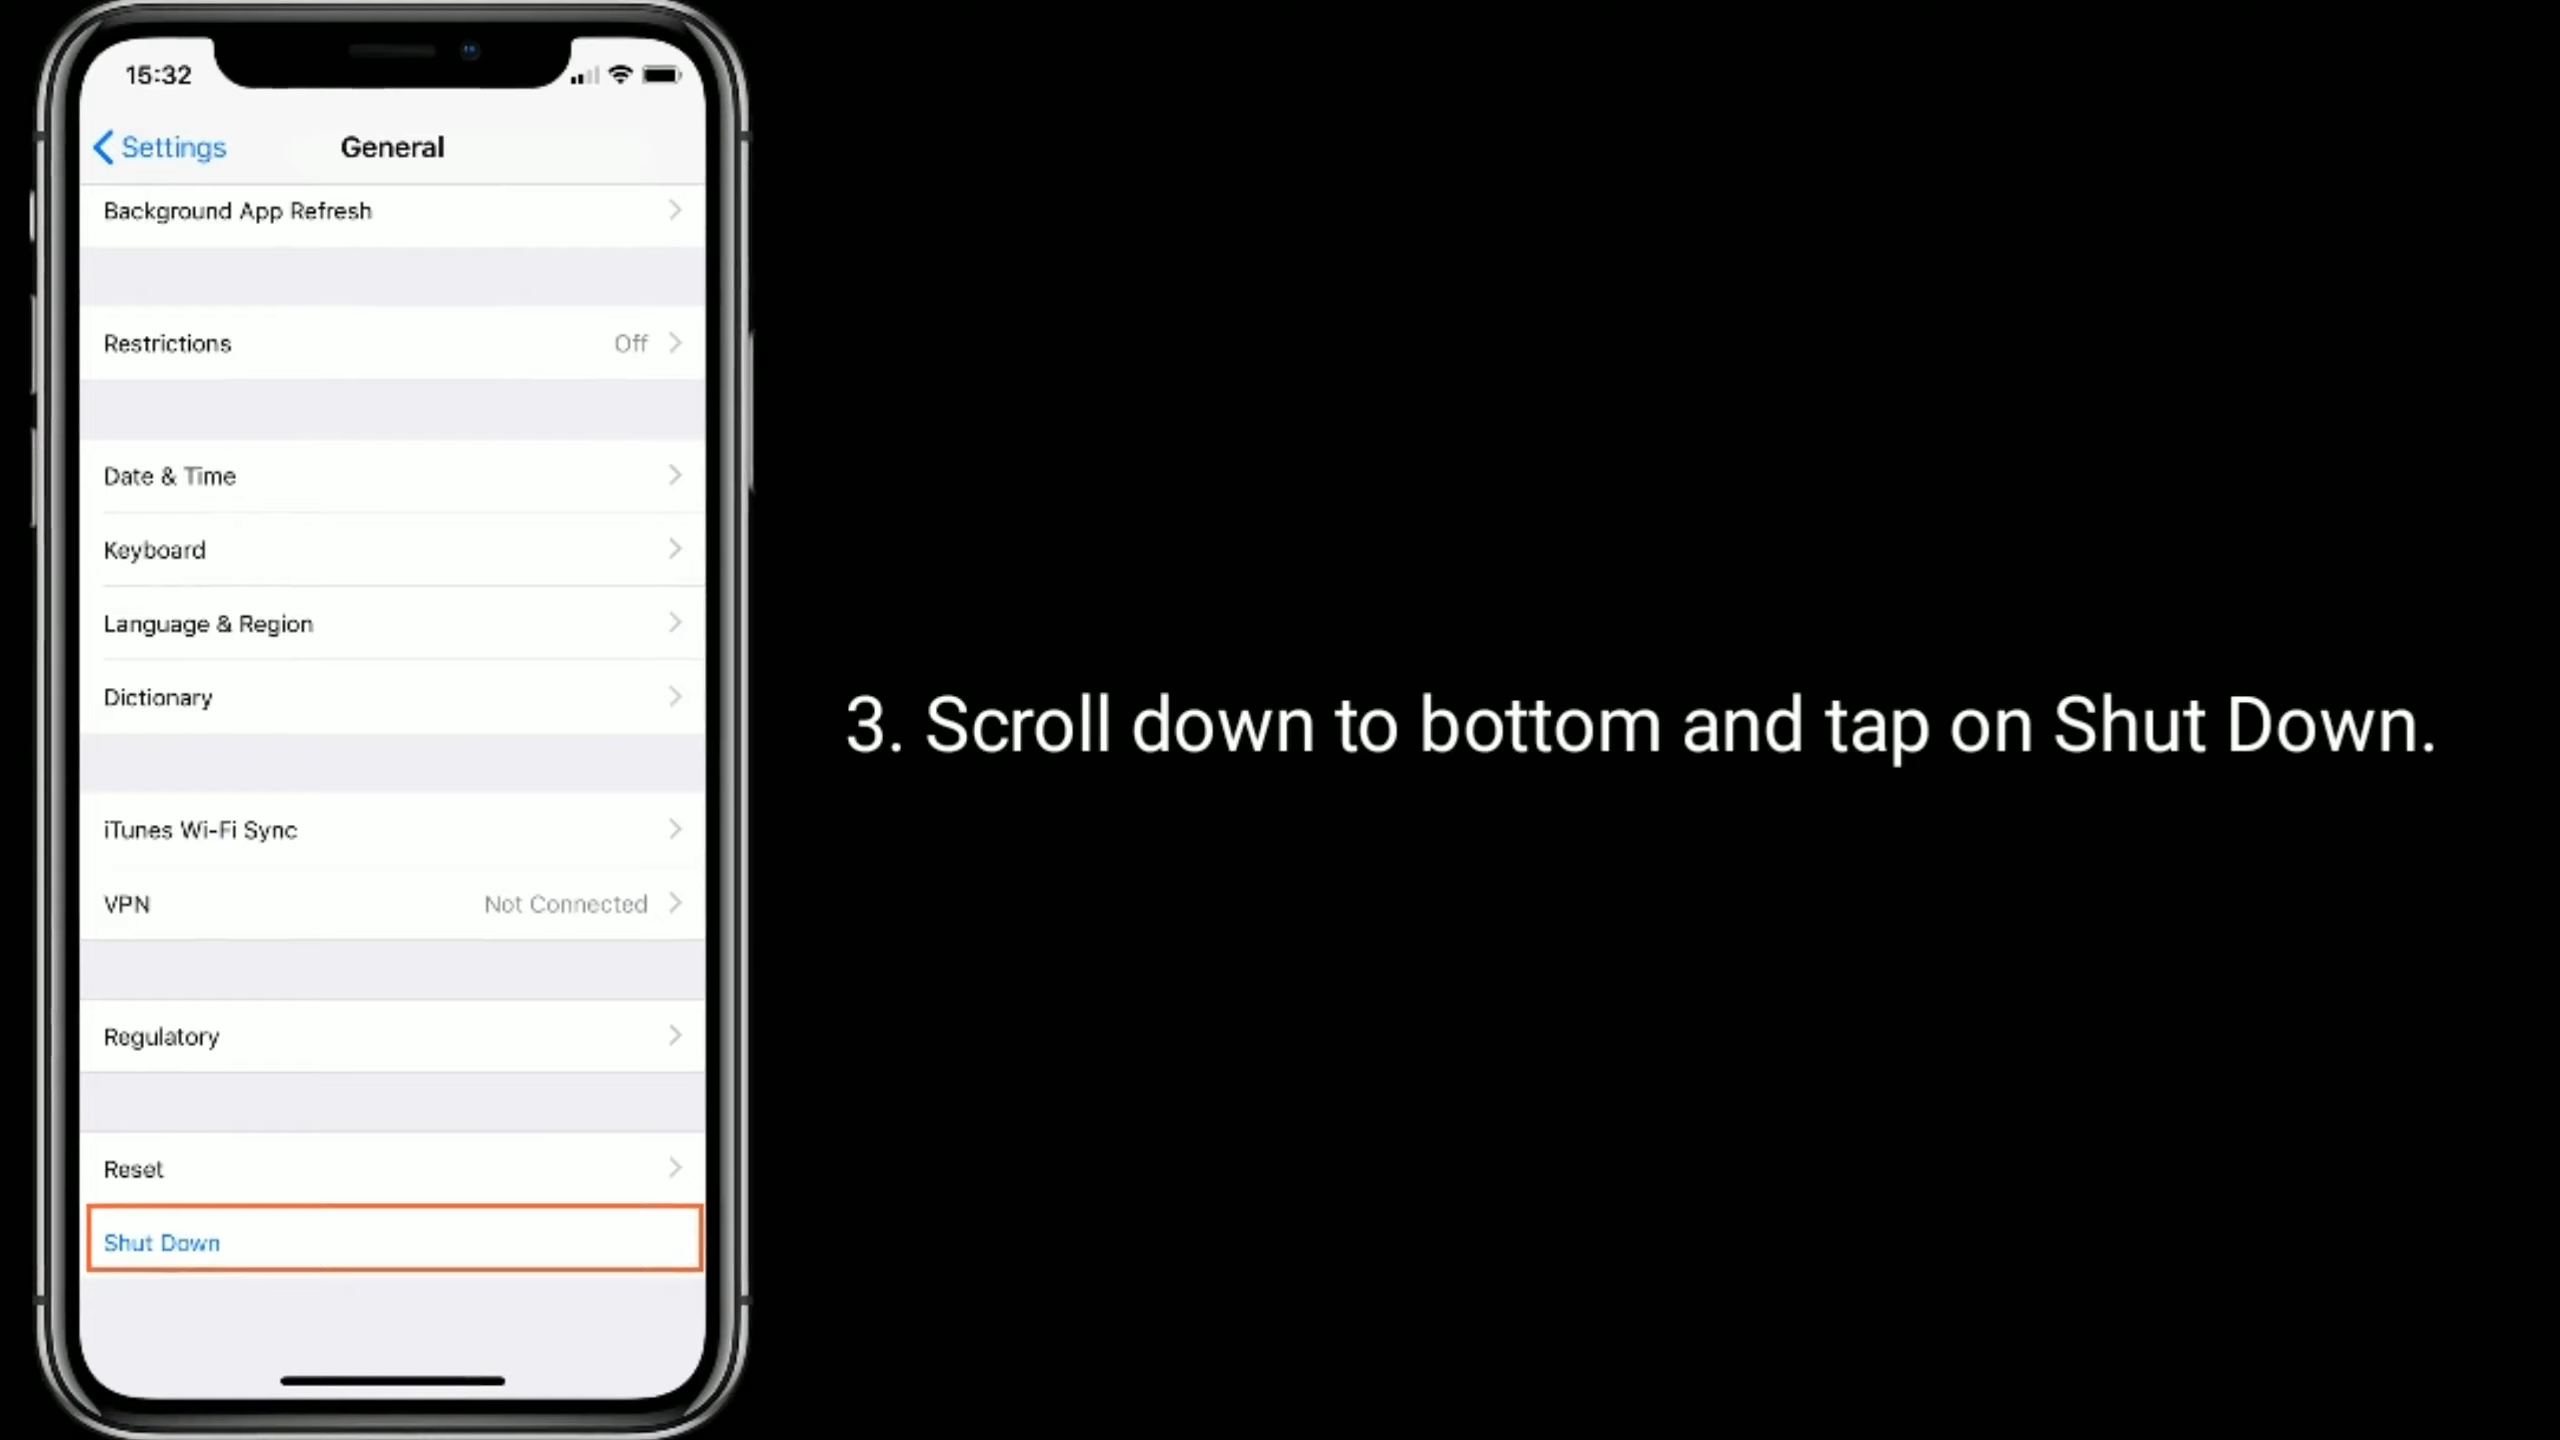 15:32
Settings
General
Background App Refresh
Restrictions Off
Date & Time
Keyboard
Language & Region
Dictionary
iTunes Wi-Fi Sync
VPN Not Connected
Regulatory
Reset
Shut Down
3. Scroll down to bottom and tap on Shut Down.